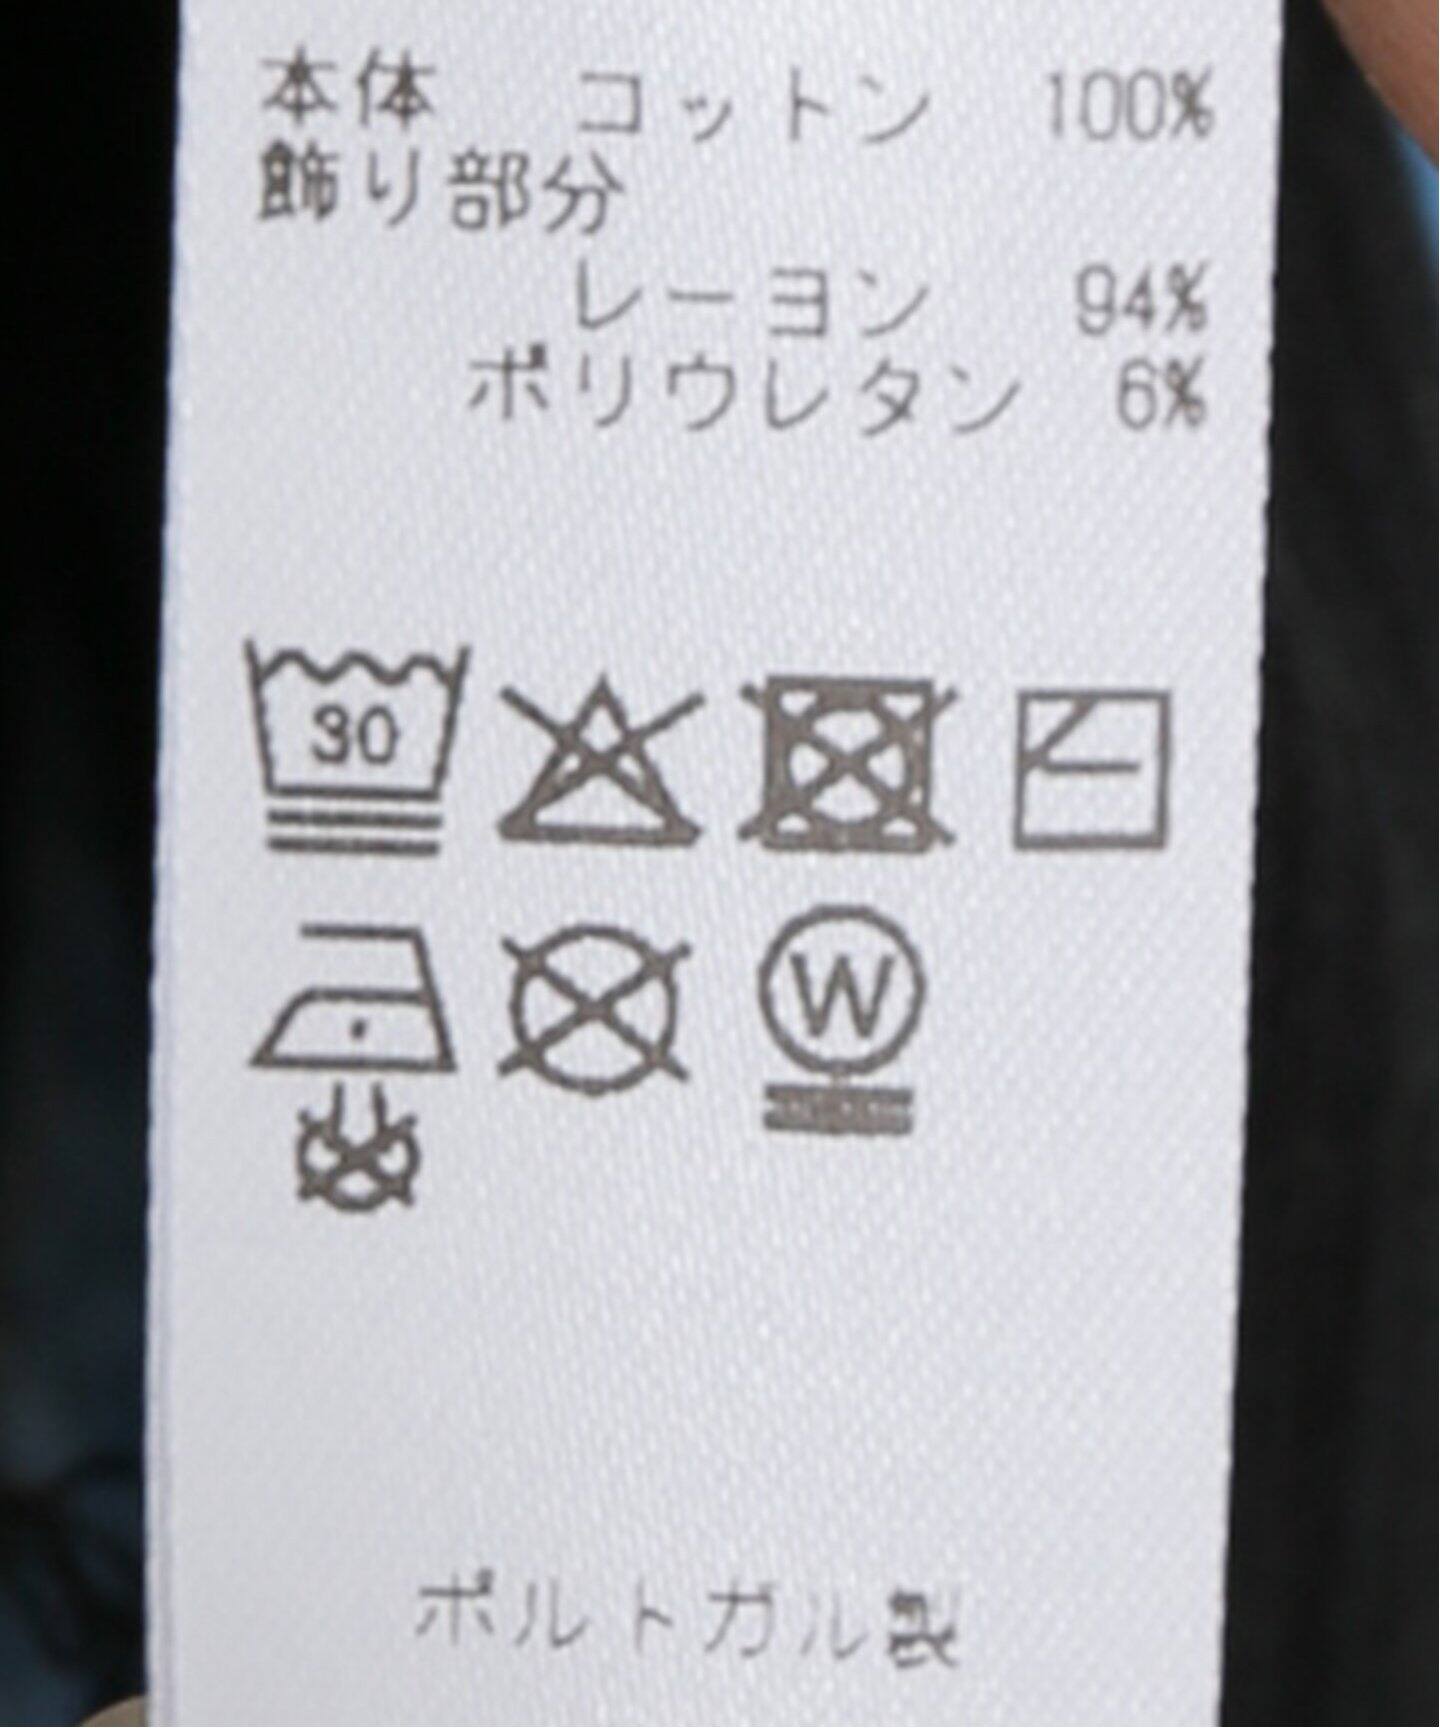 本体 コットン 100%
飾り部分
レーヨン 94%
ポリウレタン 6%
30
W
ポルトガル製